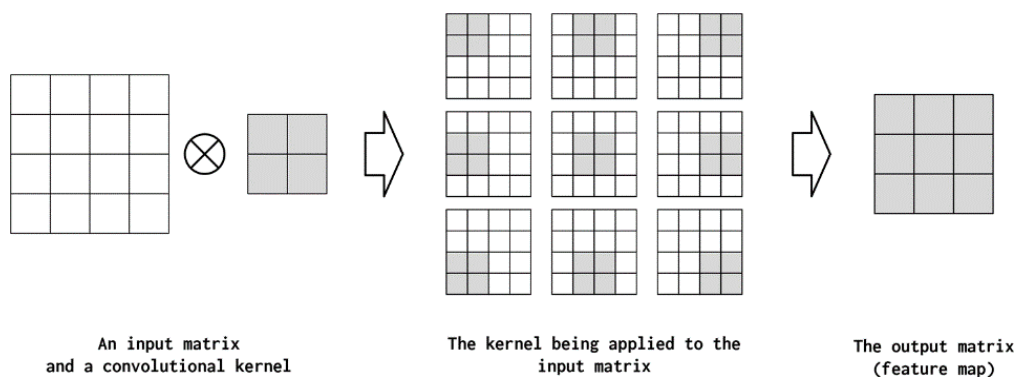 An input matrix
and a convolutional kernel
The kernel being applied to the
input matrix
The output matrix
(feature map)